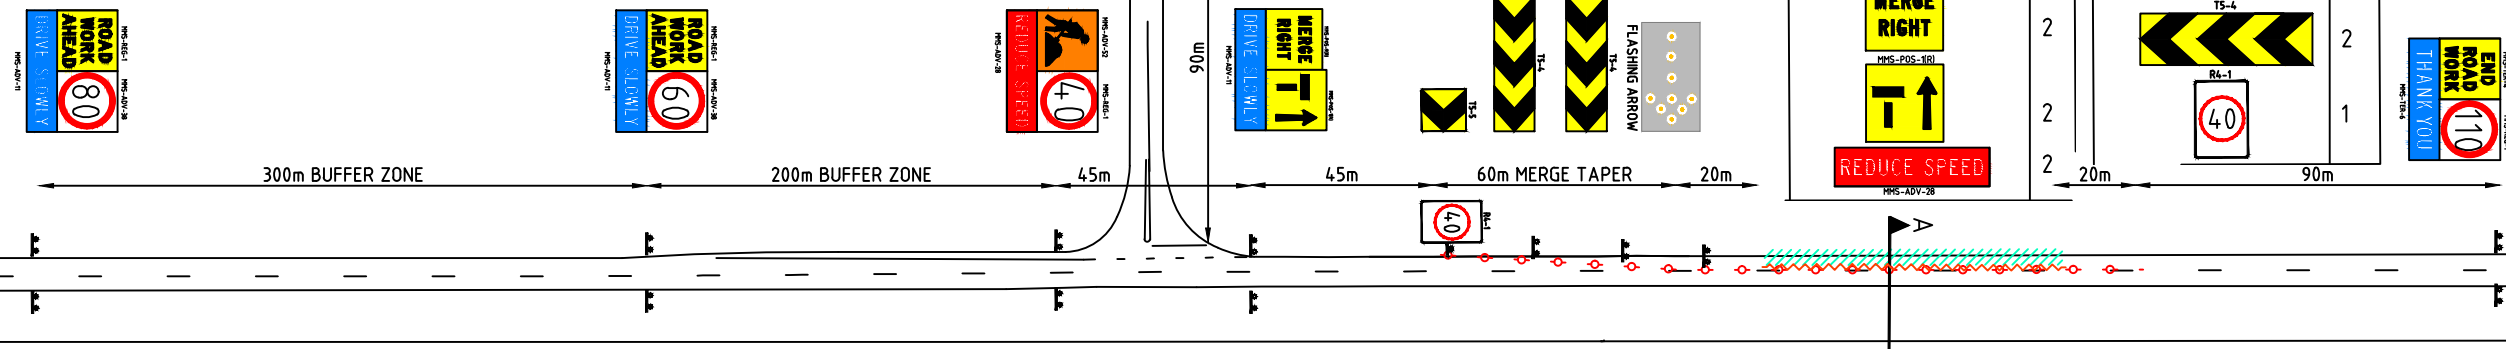 ROAD
WORK
AHEAD
80
DRIVE SLOWLY
MMS-REG-1
MMS-ADV-38
MMS-ADV-11
ROAD
WORK
AHEAD
60
DRIVE SLOWLY
MMS-REG-1
MMS-ADV-38
MMS-ADV-11
40
REDUCE SPEED
MMS-ADV-52
MMS-REG-1
MMS-ADV-28
90m
MERGE
RIGHT
DRIVE SLOWLY
MMS-ADV-11
T5-5
T5-4
T5-4
FLASHING ARROW
MERGE
RIGHT
2
MMS-POS-1(R)
2
REDUCE SPEED
2
MMS-ADV-28
T5-4
2
R4-1
40
1
END
ROAD
WORK
110
THANK YOU
MMS-TER-6
300m BUFFER ZONE
200m BUFFER ZONE
45m
45m
60m MERGE TAPER
20m
20m
90m
40
R4-1
A